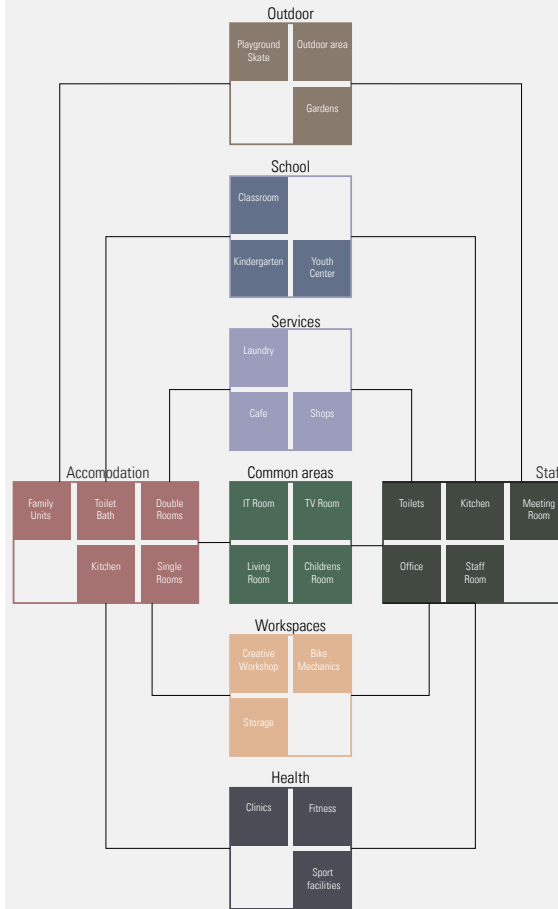 Outdoor
Playground
Skate
Outdoor area
Gardens
School
Classroom
Kindergarten
Youth
Center
Services
Laundry
Cafe
Shops
Accomodation
Family
Units
Toilet
Bath
Double
Rooms
Kitchen
Single
Rooms
Common areas
IT Room
TV Room
Living
Room
Childrens
Room
Staf
Toilets
Kitchen
Meeting
Room
Office
Staff
Room
Workspaces
Creative
Workshop
Bike
Mechanics
Storage
Health
Clinics
Fitness
Sport
facilities